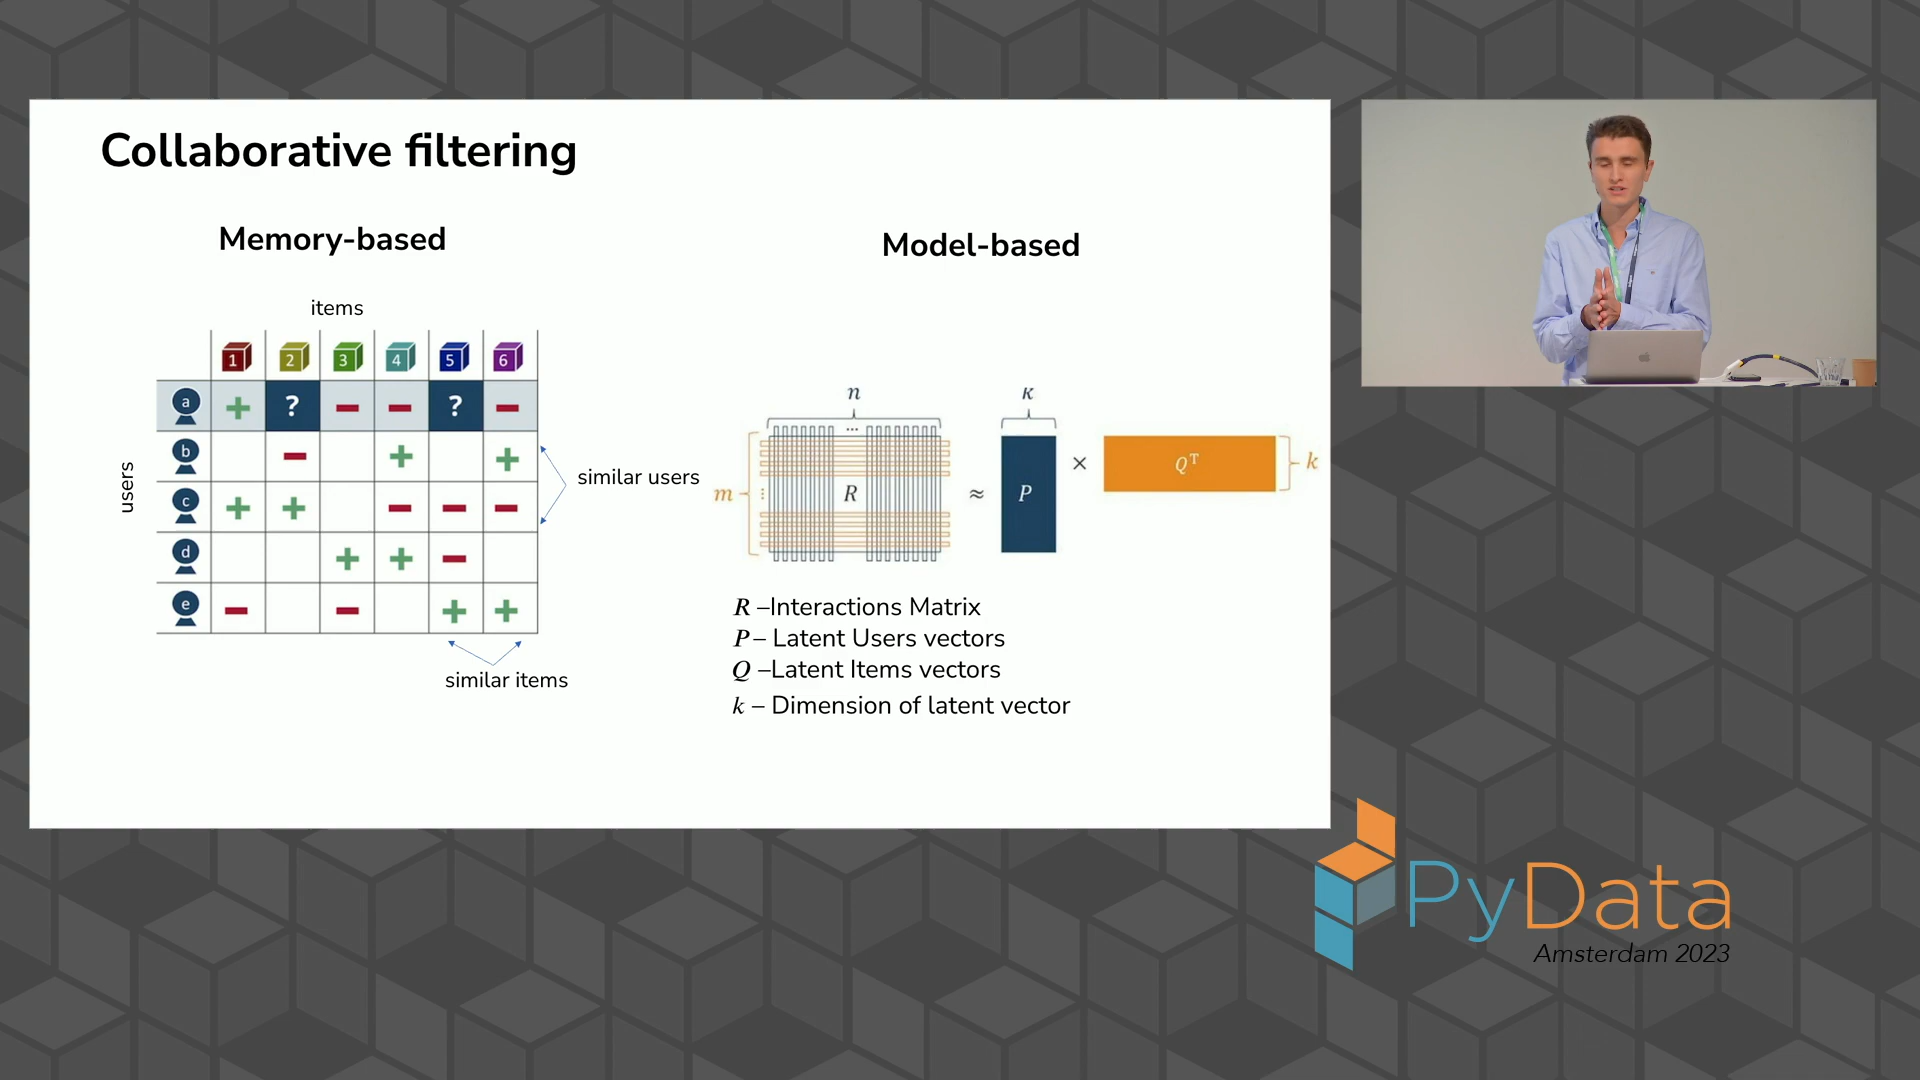 Collaborative filtering
Memory-based
items
1 2 3 4 5 6
a + ? − − ? −
b − + +
c + + − − −
d + + −
e − − + +
users
similar users
similar items
Model-based
n
κ
...
m
R
≈
P
×
Qᵀ
k
R –Interactions Matrix
P – Latent Users vectors
Q –Latent Items vectors
k – Dimension of latent vector
PyData
Amsterdam 2023